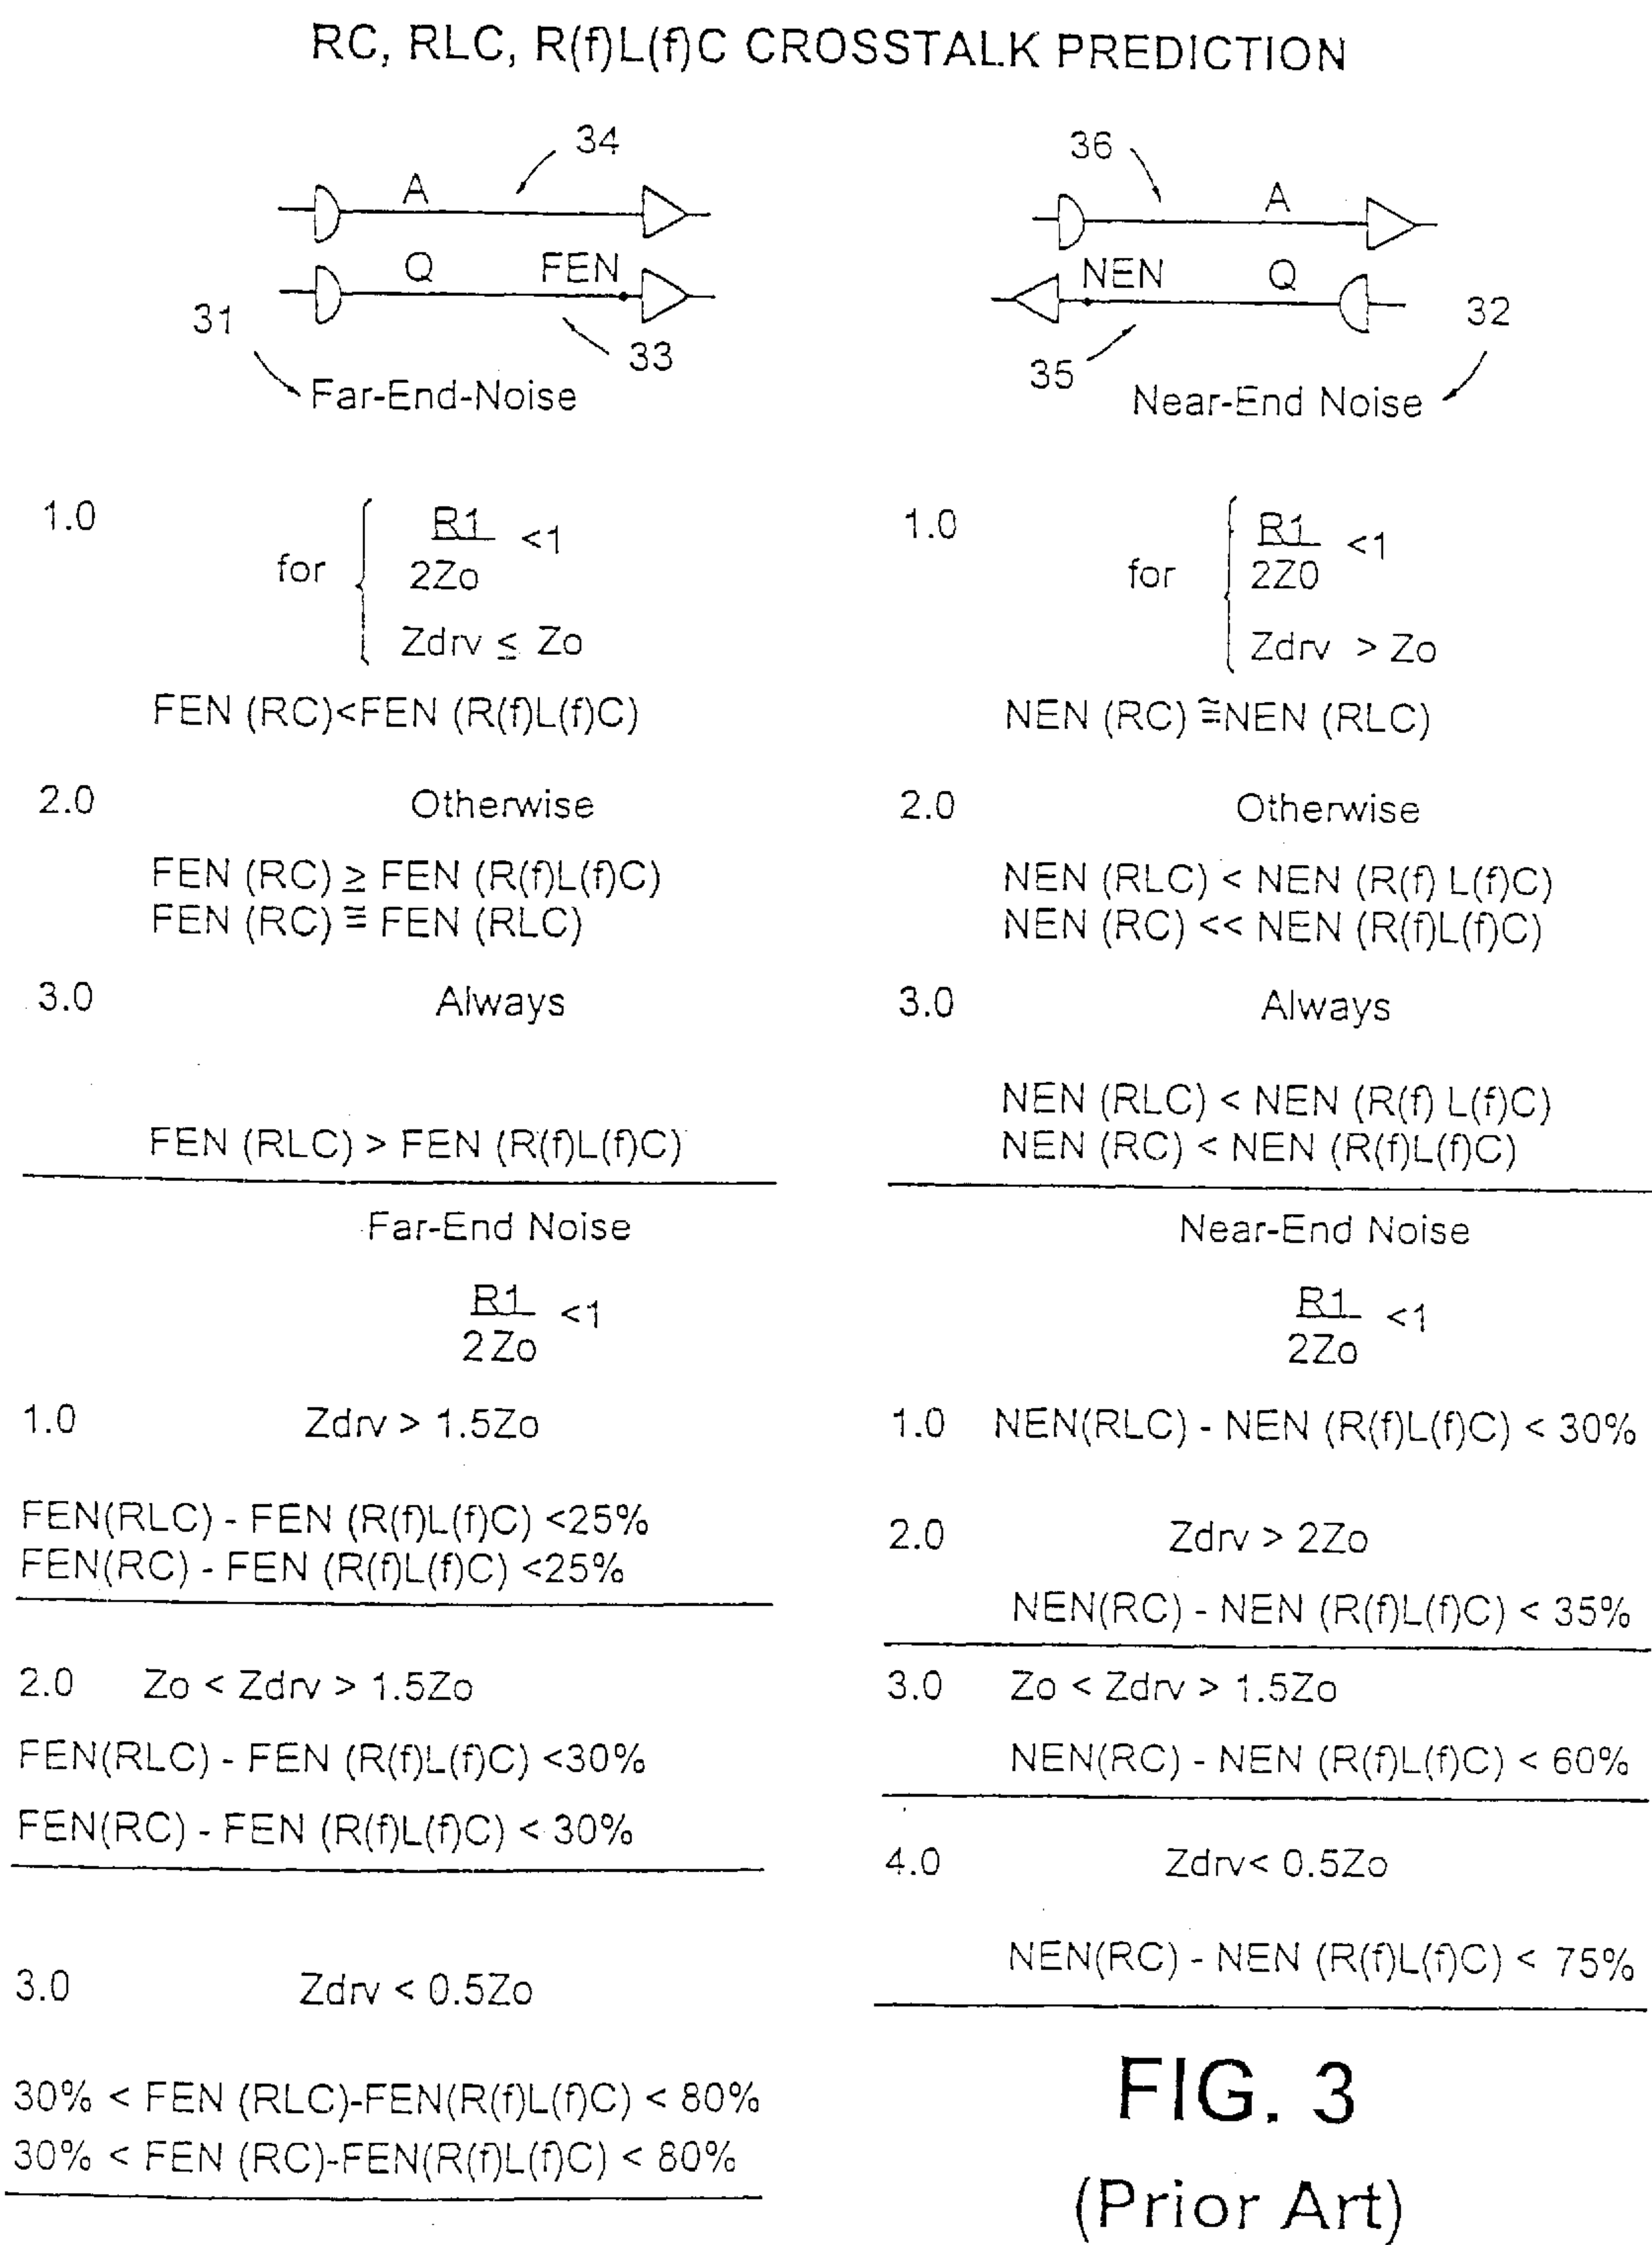 RC, RLC, R(f)L(f)C CROSSTALK PREDICTION
34
A
Q
FEN
31
33
Far-End-Noise
36
A
NEN
Q
35
32
Near-End Noise
1.0
for
R1
2Zo
<1
Zdrv ≤ Zo
FEN (RC)<FEN (R(f)L(f)C)
2.0
Otherwise
FEN (RC) ≥ FEN (R(f)L(f)C)
FEN (RC) ≅ FEN (RLC)
3.0
Always
FEN (RLC) > FEN (R(f)L(f)C)
1.0
for
R1
2Z0
<1
Zdrv > Zo
NEN (RC) ≅NEN (RLC)
2.0
Otherwise
NEN (RLC) < NEN (R(f) L(f)C)
NEN (RC) << NEN (R(f)L(f)C)
3.0
Always
NEN (RLC) < NEN (R(f) L(f)C)
NEN (RC) < NEN (R(f)L(f)C)
Far-End Noise
R1
2Zo
<1
1.0 Zdrv > 1.5Zo
FEN(RLC) - FEN (R(f)L(f)C) <25%
FEN(RC) - FEN (R(f)L(f)C) <25%
2.0 Zo < Zdrv > 1.5Zo
FEN(RLC) - FEN (R(f)L(f)C) <30%
FEN(RC) - FEN (R(f)L(f)C) < 30%
3.0 Zdrv < 0.5Zo
30% < FEN (RLC)-FEN(R(f)L(f)C) < 80%
30% < FEN (RC)-FEN(R(f)L(f)C) < 80%
Near-End Noise
R1
2Zo
<1
1.0 NEN(RLC) - NEN (R(f)L(f)C) < 30%
2.0 Zdrv > 2Zo
NEN(RC) - NEN (R(f)L(f)C) < 35%
3.0 Zo < Zdrv > 1.5Zo
NEN(RC) - NEN (R(f)L(f)C) < 60%
4.0 Zdrv< 0.5Zo
NEN(RC) - NEN (R(f)L(f)C) < 75%
FIG. 3
(Prior Art)